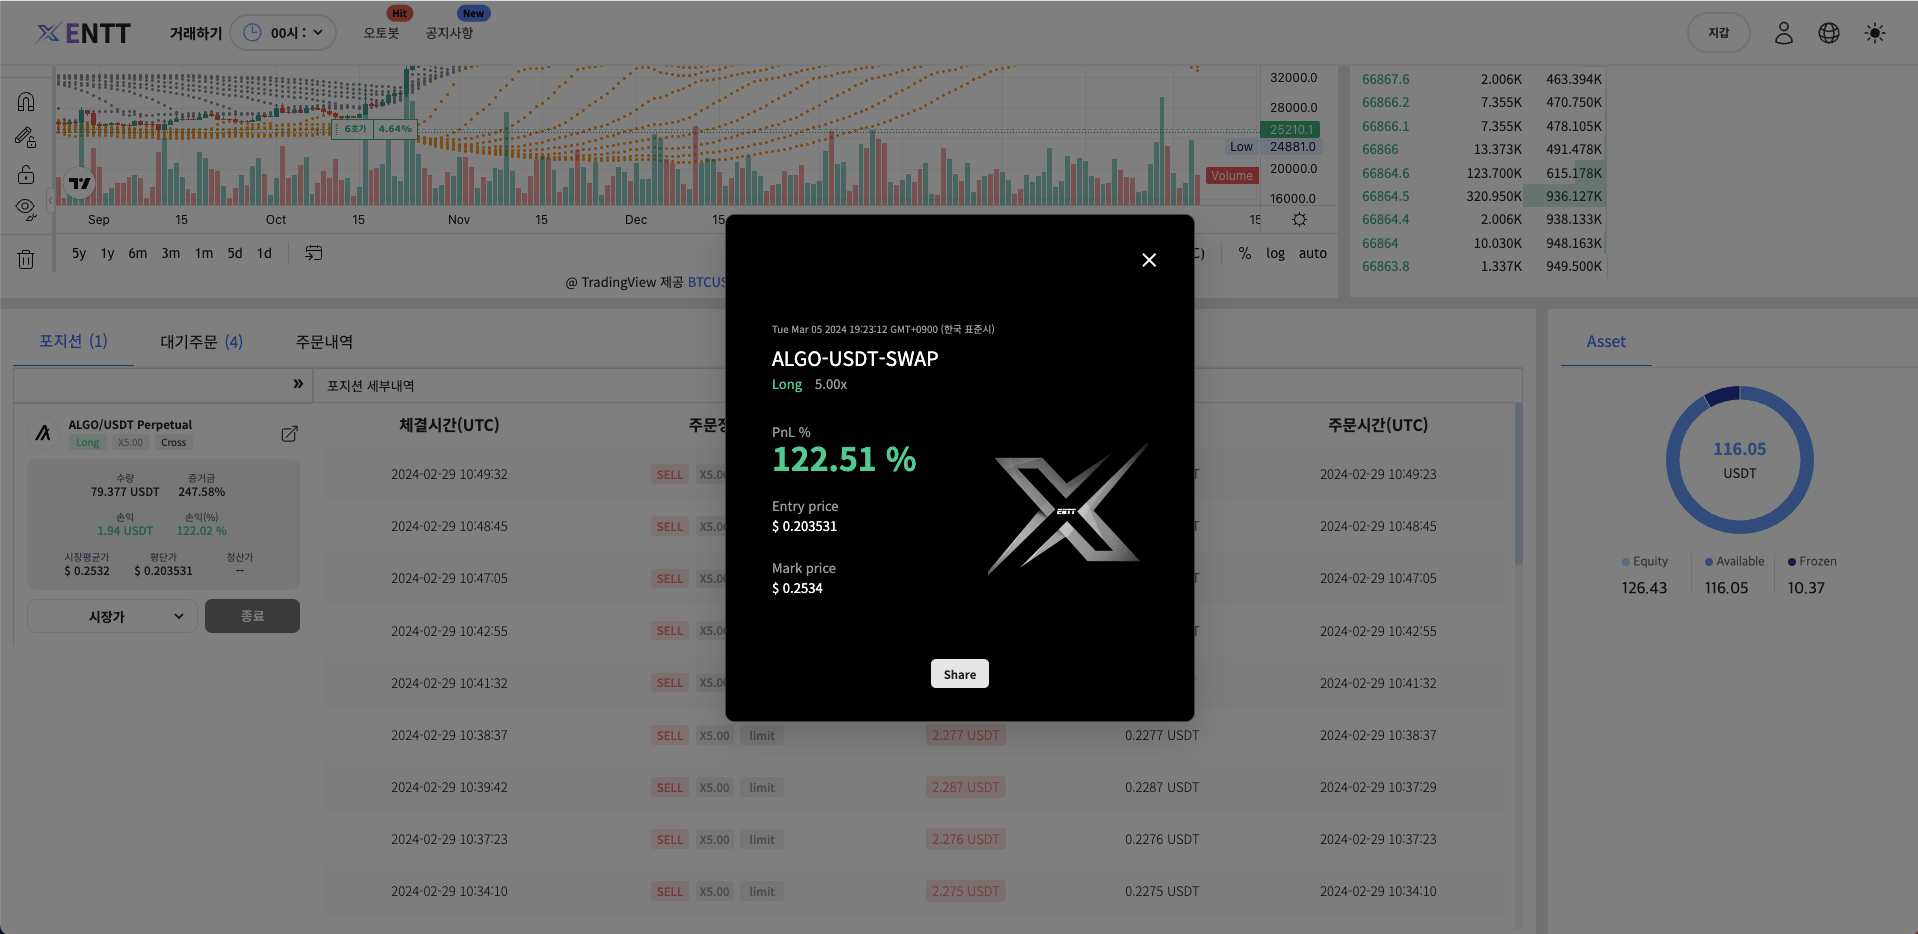 XENTT
거래하기
00시 :
Hit
오토봇
New
공지사항
지갑
6호가 4.64%
32000.0
28000.0
25210.1
Low 24881.0
20000.0
Volume
16000.0
Sep 15 Oct 15 Nov 15 Dec 15 15
5y 1y 6m 3m 1m 5d 1d
C) % log auto
@ TradingView 제공 BTCUS
66867.6 2.006K 463.394K
66866.2 7.355K 470.750K
66866.1 7.355K 478.105K
66866 13.373K 491.478K
66864.6 123.700K 615.178K
66864.5 320.950K 936.127K
66864.4 2.006K 938.133K
66864 10.030K 948.163K
66863.8 1.337K 949.500K
포지션 (1) 대기주문 (4) 주문내역
» 포지션 세부내역
ALGO/USDT Perpetual
Long X5.00 Cross
수량 증거금
79.377 USDT 247.58%
손익 손익(%)
1.94 USDT 122.02 %
시장평균가 평단가 청산가
$ 0.2532 $ 0.203531 --
시장가 종료
체결시간(UTC) 주문정 주문시간(UTC)
2024-02-29 10:49:32 SELL X5.0 T 2024-02-29 10:49:23
2024-02-29 10:48:45 SELL X5.0 T 2024-02-29 10:48:45
2024-02-29 10:47:05 SELL X5.0 T 2024-02-29 10:47:05
2024-02-29 10:42:55 SELL X5.0 T 2024-02-29 10:42:55
2024-02-29 10:41:32 SELL X5.0 2024-02-29 10:41:32
2024-02-29 10:38:37 SELL X5.00 limit 2.277 USDT 0.2277 USDT 2024-02-29 10:38:37
2024-02-29 10:39:42 SELL X5.00 limit 2.287 USDT 0.2287 USDT 2024-02-29 10:37:29
2024-02-29 10:37:23 SELL X5.00 limit 2.276 USDT 0.2276 USDT 2024-02-29 10:37:23
2024-02-29 10:34:10 SELL X5.00 limit 2.275 USDT 0.2275 USDT 2024-02-29 10:34:10
Tue Mar 05 2024 19:23:12 GMT+0900 (한국 표준시)
ALGO-USDT-SWAP
Long 5.00x
PnL %
122.51 %
Entry price
$ 0.203531
Mark price
$ 0.2534
ENTT
Share
Asset
116.05
USDT
Equity Available Frozen
126.43 116.05 10.37